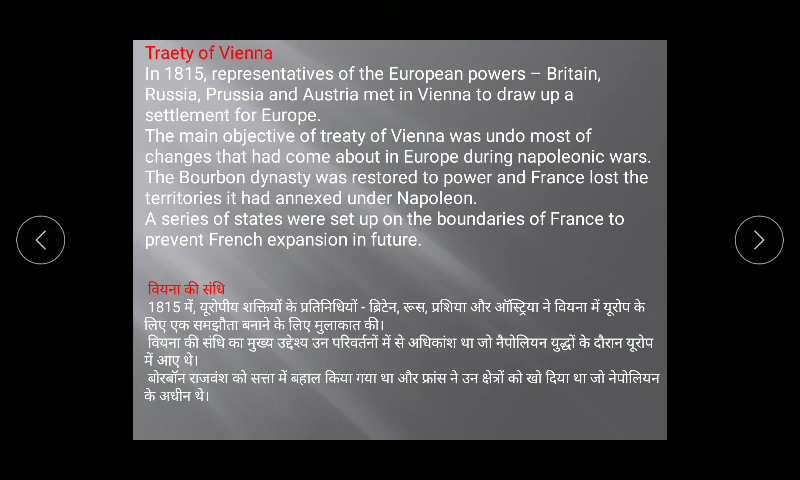 Traety of Vienna
In 1815, representatives of the European powers – Britain,
Russia, Prussia and Austria met in Vienna to draw up a
settlement for Europe.
The main objective of treaty of Vienna was undo most of
changes that had come about in Europe during napoleonic wars.
The Bourbon dynasty was restored to power and France lost the
territories it had annexed under Napoleon.
A series of states were set up on the boundaries of France to
prevent French expansion in future.
वियना की संधि
1815 में, यूरोपीय शक्तियों के प्रतिनिधियों - ब्रिटेन, रूस, प्रशिया और ऑस्ट्रिया ने वियना में यूरोप के
लिए एक समझौता बनाने के लिए मुलाकात की।
वियना की संधि का मुख्य उद्देश्य उन परिवर्तनों में से अधिकांश था जो नैपोलियन युद्धों के दौरान यूरोप
में आए थे।
बोरबॉन राजवंश को सत्ता में बहाल किया गया था और फ्रांस ने उन क्षेत्रों को खो दिया था जो नेपोलियन
के अधीन थे।